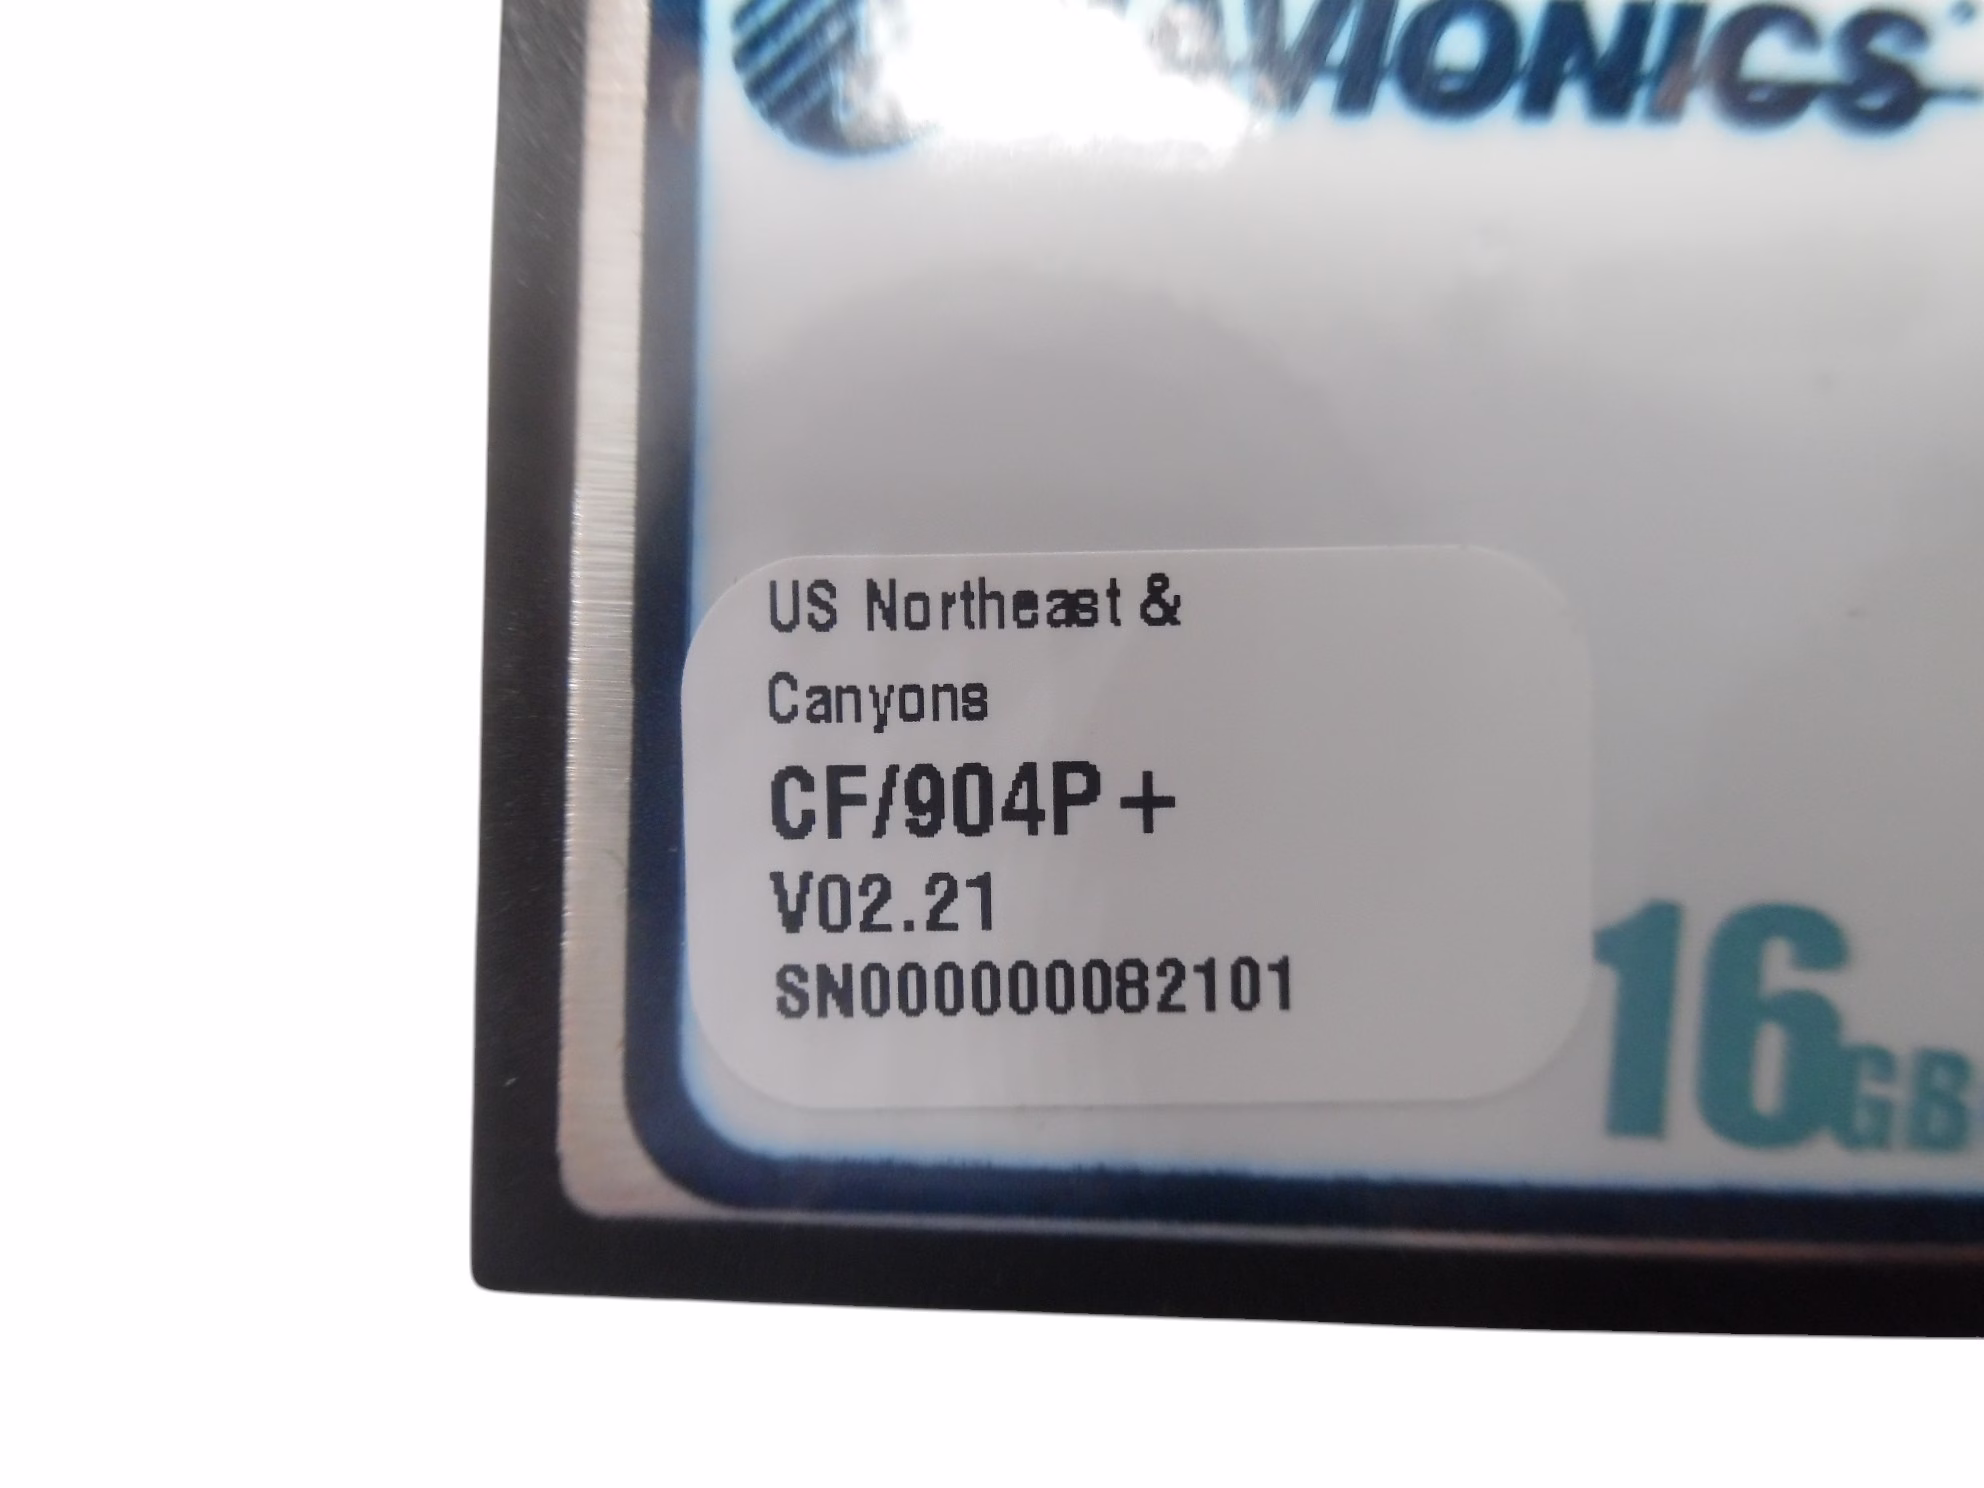 VIONICS
US Northeast &
Canyons
CF/904P+
V02.21
SN000000082101
16GB